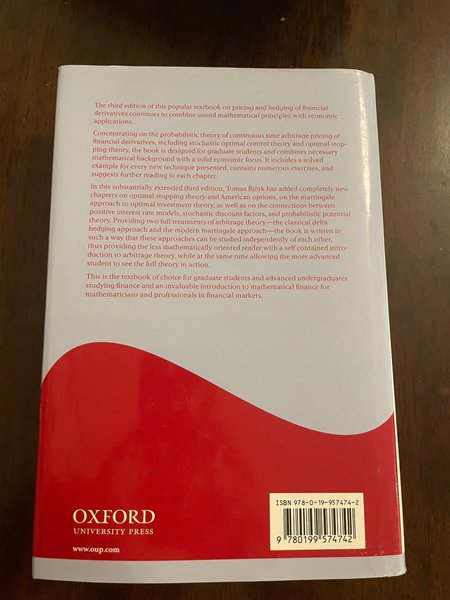 The third edition of this popular textbook on pricing and hedging of financial
derivatives continues to combine sound mathematical principles with economic
applications.
Concentrating on the probabilistic theory of continuous time arbitrage pricing of
financial derivatives, including stochastic optimal control theory and optimal stop-
ping theory, the book is designed for graduate students and combines necessary
mathematical background with a solid economic focus. It includes a solved
example for every new technique presented, contains numerous exercises, and
suggests further reading in each chapter.
In this substantially extended third edition, Tomas Björk has added completely new
chapters on optimal stopping theory and American options, on the martingale
approach to optimal investment theory, as well as on the connections between
positive interest rate models, stochastic discount factors, and probabilistic potential
theory. Providing two full treatments of arbitrage theory—the classical delta
hedging approach and the modern martingale approach—the book is written in
such a way that these approaches can be studied independently of each other,
thus providing the less mathematically oriented reader with a self contained intro-
duction to arbitrage theory, while at the same time allowing the more advanced
student to see the full theory in action.
This is the textbook of choice for graduate students and advanced undergraduates
studying finance and an invaluable introduction to mathematical finance for
mathematicians and professionals in financial markets.
ISBN 978-0-19-957474-2
9 780199 574742
OXFORD
UNIVERSITY PRESS
www.oup.com